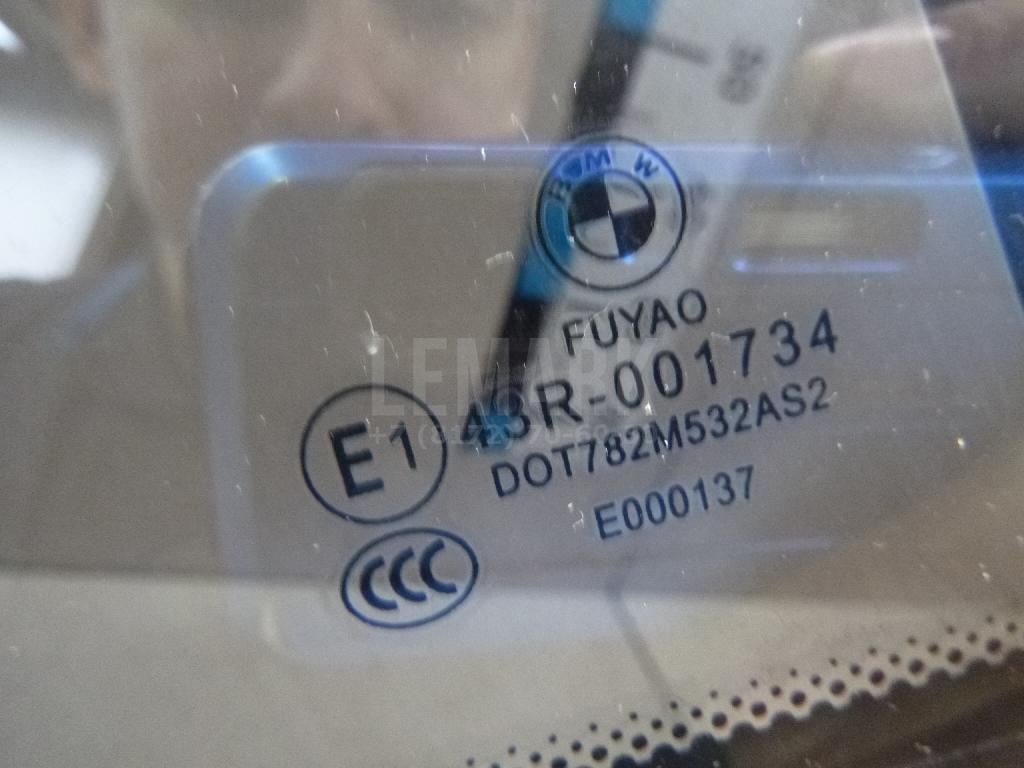 BMW
FUYAO
E1 43R-001734
DOT782M532AS2
E000137
CCC
LEMARK